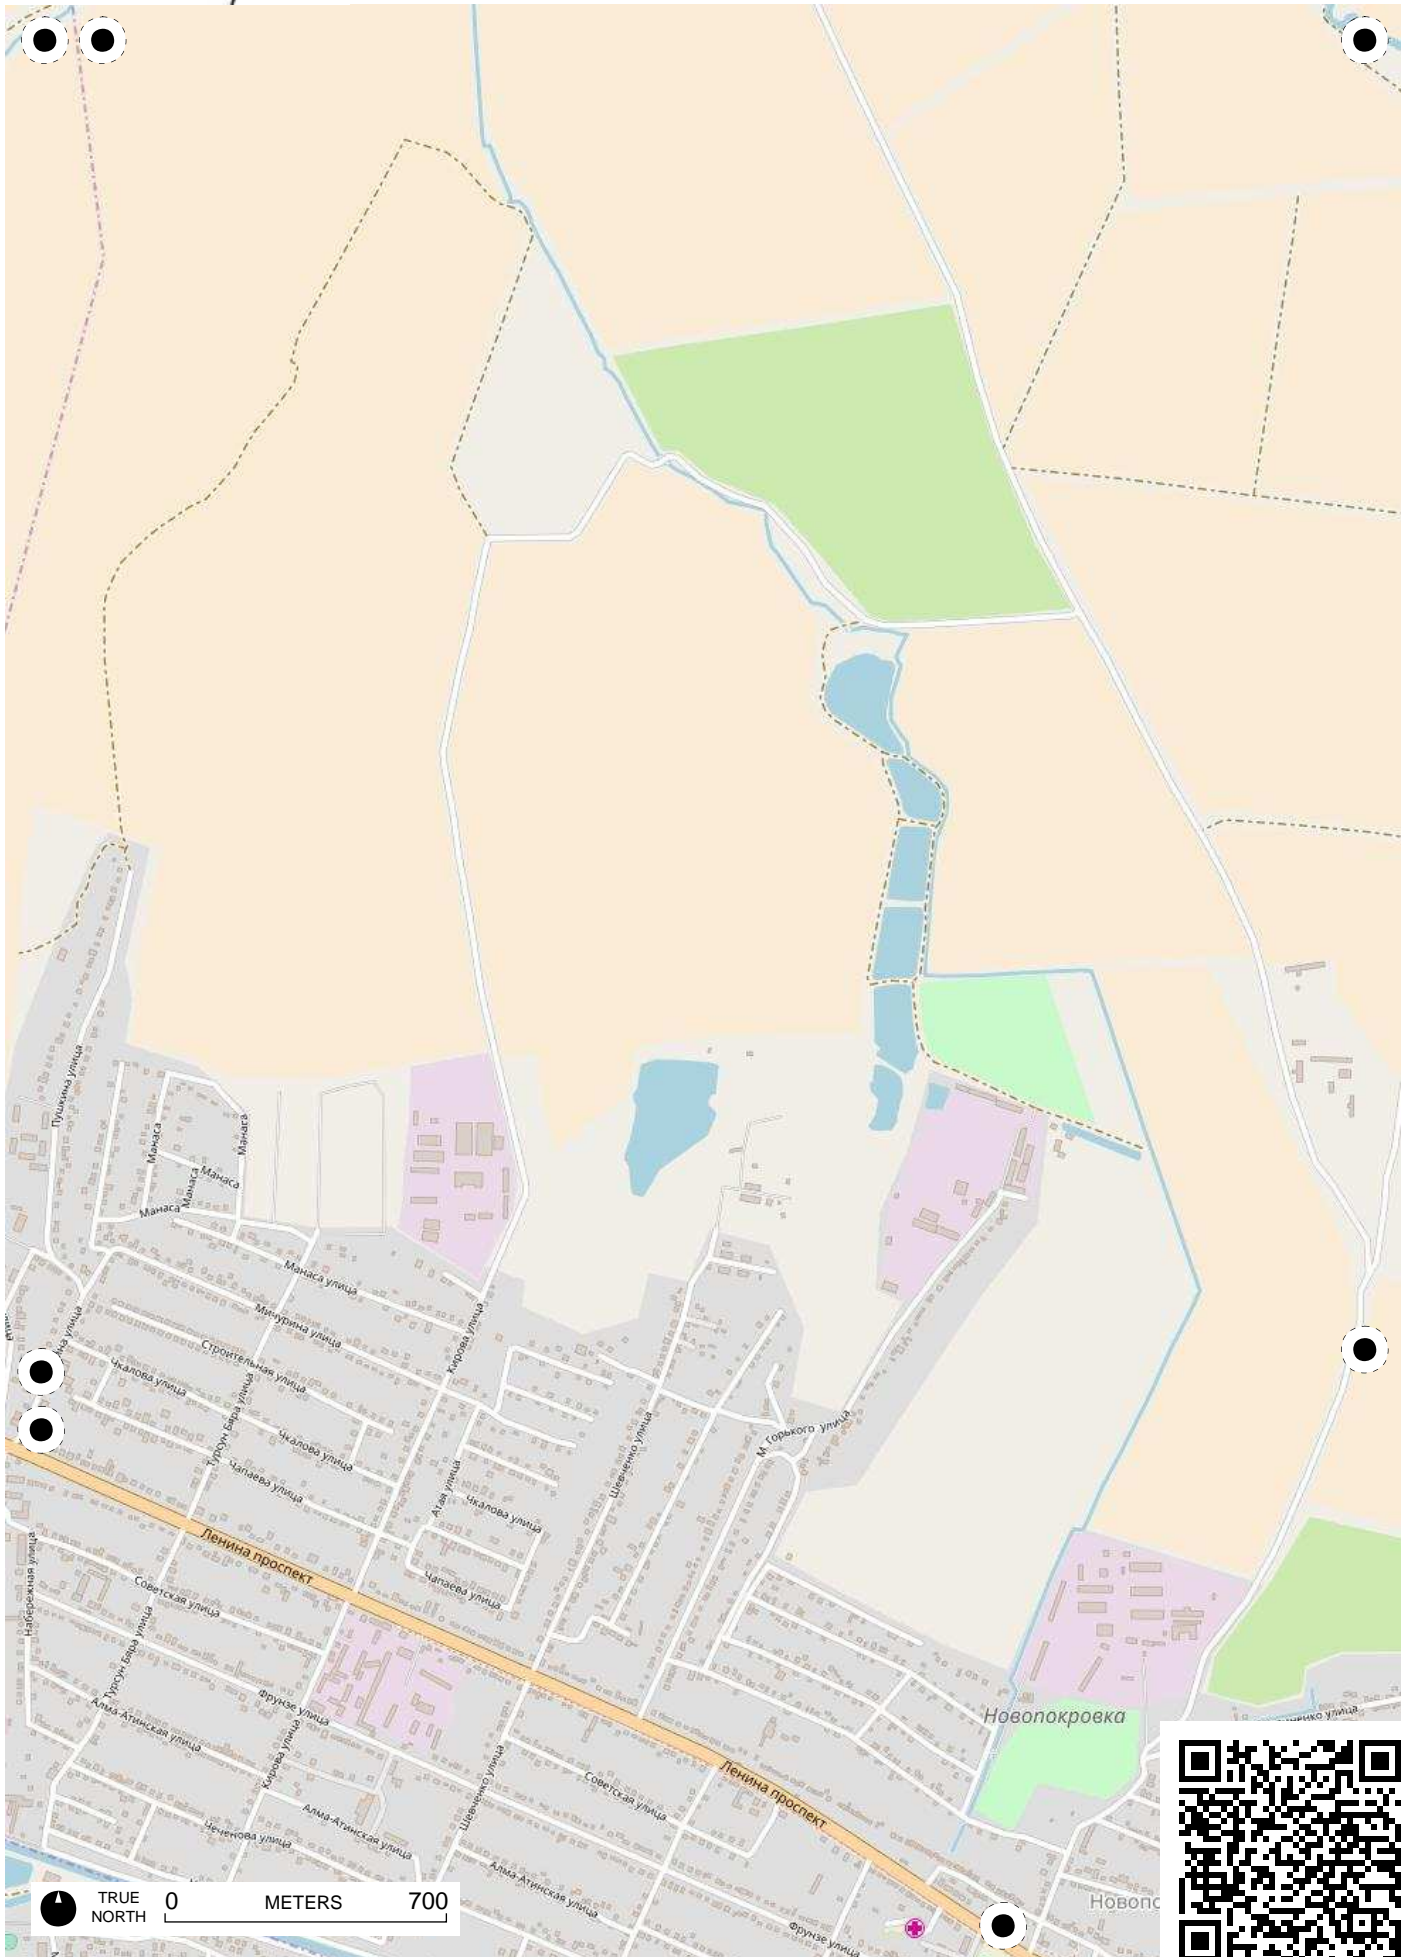 Пушкина улица
Манаса
Манаса
Манаса
Манаса
Манаса
Манаса улица
Мичурина улица
Строительная улица
Чкалова улица
Турсун Бяра улица
Чкалова улица
Чапаева улица
Кирова улица
Атая улица
Чкалова улица
Чапаева улица
Шевченко улица
М. Горького улица
Ленина проспект
Набережная улица
Советская улица
Турсун Бяра улица
Фрунзе улица
Алма-Атинская улица
Кирова улица
Алма-Атинская улица
Чеченова улица
Шевченко улица
Советская улица
Ленина проспект
Алма-Атинская улица
Фрунзе улица
Новопокровка
TRUE
NORTH
0 METERS 700